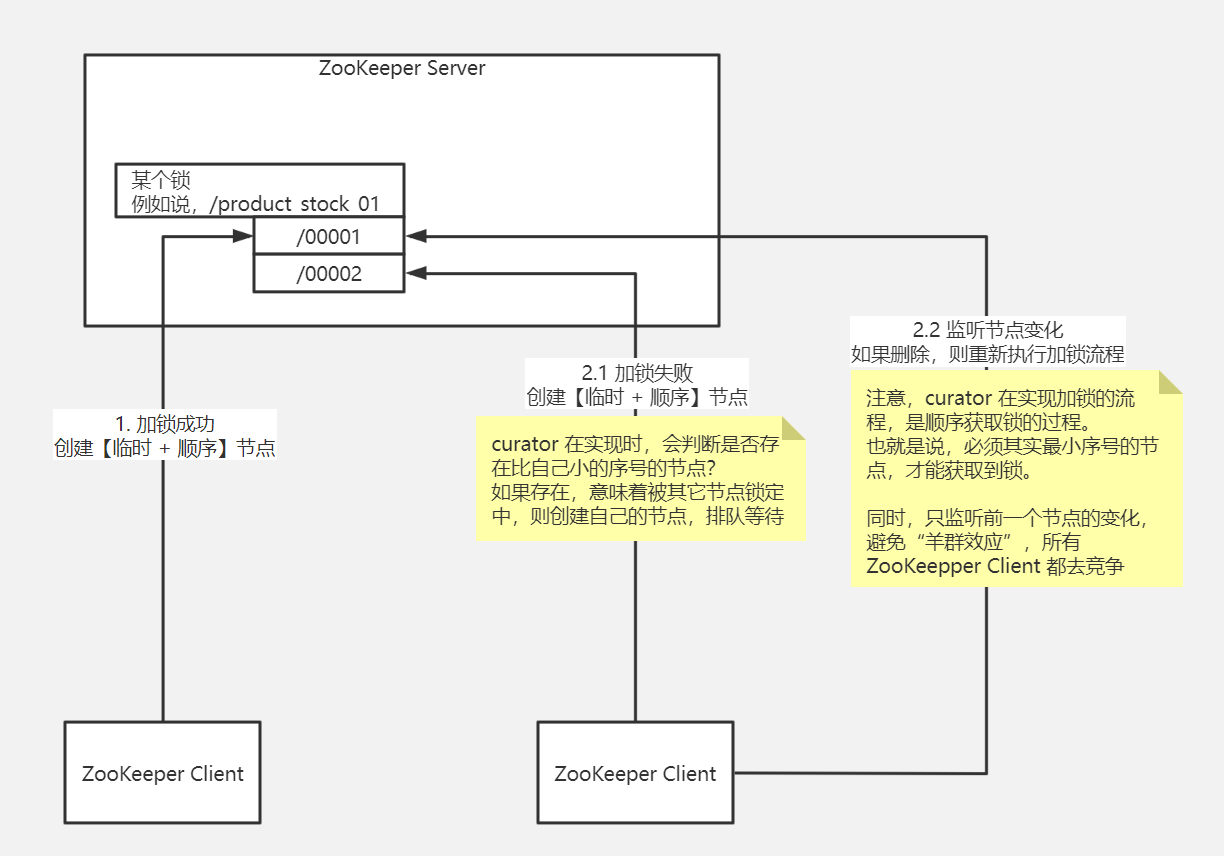 ZooKeeper Server
某个锁
例如说，/product_stock_01
/00001
/00002
1. 加锁成功
创建【临时 + 顺序】节点
2.1 加锁失败
创建【临时 + 顺序】节点
curator 在实现时，会判断是否存
在比自己小的序号的节点？
如果存在，意味着被其它节点锁定
中，则创建自己的节点，排队等待
2.2 监听节点变化
如果删除，则重新执行加锁流程
注意，curator 在实现加锁的流
程，是顺序获取锁的过程。
也就是说，必须其实最小序号的节
点，才能获取到锁。
同时，只监听前一个节点的变化，
避免“羊群效应”，所有
ZooKeepper Client 都去竞争
ZooKeeper Client
ZooKeeper Client